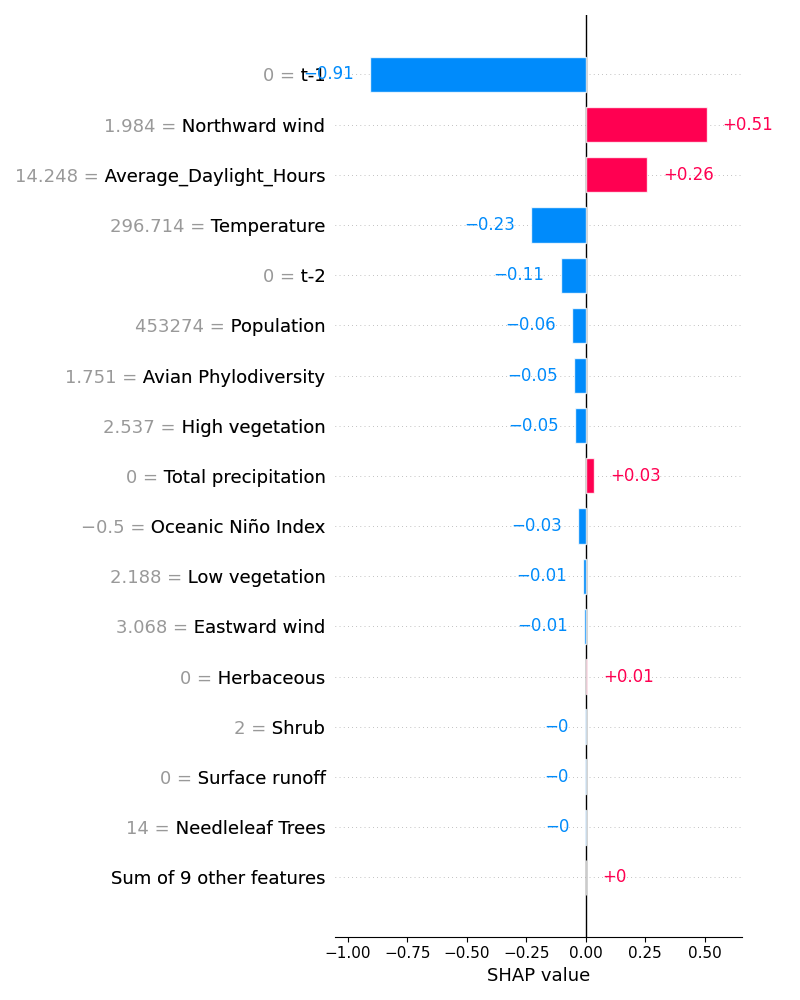 0 = t-1 −0.91
1.984 = Northward wind +0.51
14.248 = Average_Daylight_Hours +0.26
296.714 = Temperature −0.23
0 = t-2 −0.11
453274 = Population −0.06
1.751 = Avian Phylodiversity −0.05
2.537 = High vegetation −0.05
0 = Total precipitation +0.03
−0.5 = Oceanic Niño Index −0.03
2.188 = Low vegetation −0.01
3.068 = Eastward wind −0.01
0 = Herbaceous +0.01
2 = Shrub −0
0 = Surface runoff −0
14 = Needleleaf Trees −0
Sum of 9 other features +0
−1.00 −0.75 −0.50 −0.25 0.00 0.25 0.50
SHAP value